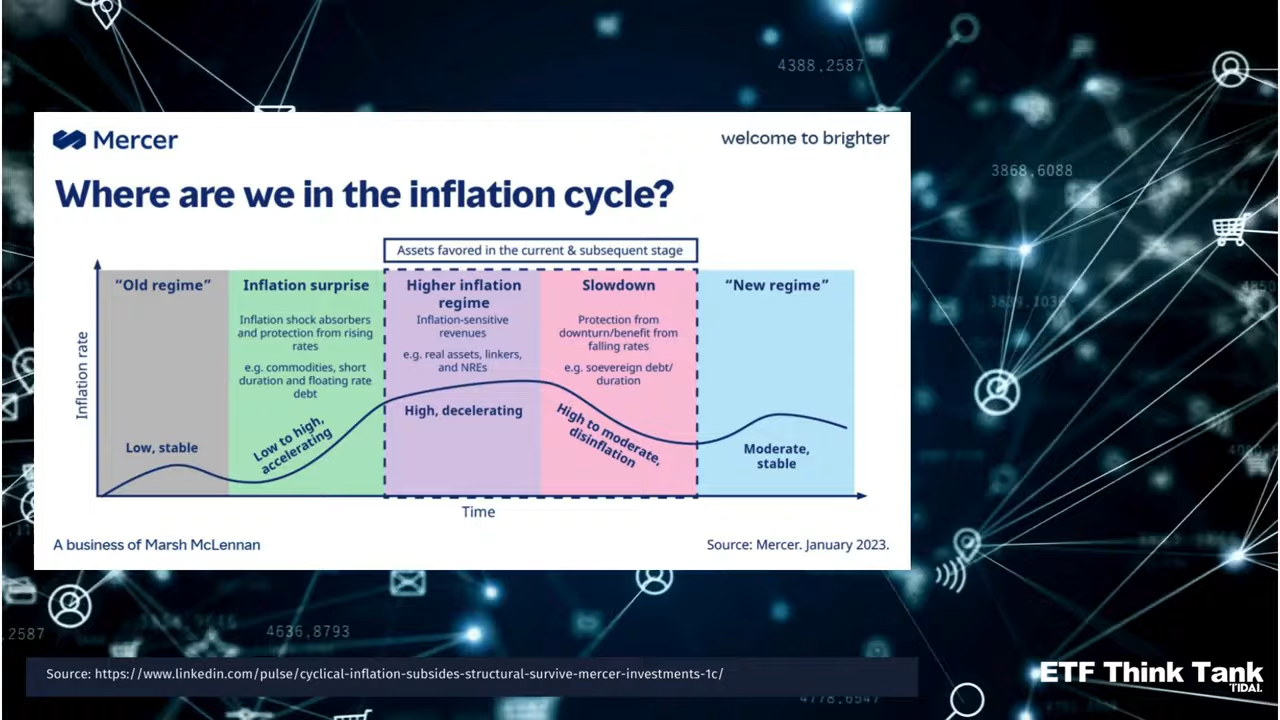 4388,2587
3868,6088
Mercer
welcome to brighter
Where are we in the inflation cycle?
Assets favored in the current & subsequent stage
Inflation rate
“Old regime”
Low, stable
Inflation surprise
Inflation shock absorbers
and protection from rising
rates
e.g. commodities, short
duration and floating rate
debt
Low to high,
accelerating
Higher inflation
regime
Inflation-sensitive
revenues
e.g. real assets, linkers,
and NREs
High, decelerating
Slowdown
Protection from
downturn/benefit from
falling rates
e.g. soevereign debt/
duration
High to moderate,
disinflation
“New regime”
Moderate,
stable
Time
A business of Marsh McLennan
Source: Mercer. January 2023.
.2587
4636,8793
Source: https://www.linkedin.com/pulse/cyclical-inflation-subsides-structural-survive-mercer-investments-1c/
ETF Think Tank
TIDAL